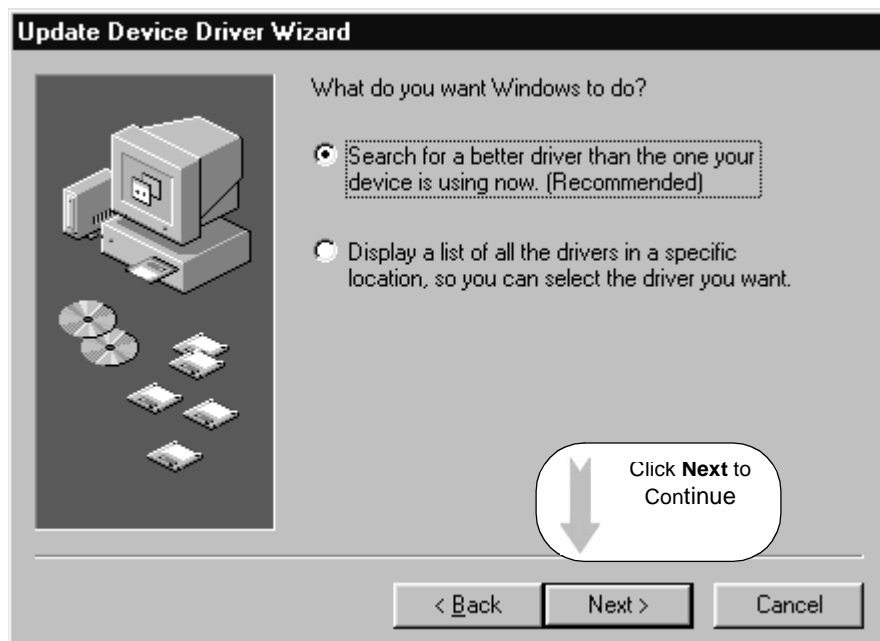 Update Device Driver Wizard
What do you want Windows to do?
Search for a better driver than the one your
device is using now. (Recommended)
Display a list of all the drivers in a specific
location, so you can select the driver you want.
Click Next to
Continue
< Back
Next >
Cancel